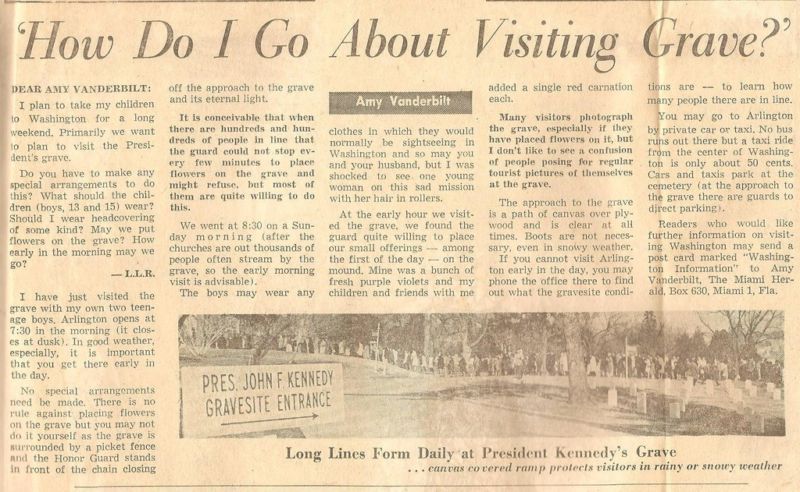 'How Do I Go About Visiting Grave?'
DEAR AMY VANDERBILT:
I plan to take my children
to Washington for a long
weekend. Primarily we want
to plan to visit the Presi-
dent's grave.
Do you have to make any
special arrangements to do
this? What should the chil-
dren (boys, 13 and 15) wear?
Should I wear headcovering
of some kind? May we put
flowers on the grave? How
early in the morning may we
go?
— L.L.R.
I have just visited the
grave with my own two teen-
age boys. Arlington opens at
7:30 in the morning (it clos-
es at dusk). In good weather,
especially, it is important
that you get there early in
the day.
No special arrangements
need be made. There is no
rule against placing flowers
on the grave but you may not
do it yourself as the grave is
surrounded by a picket fence
and the Honor Guard stands
in front of the chain closing
off the approach to the grave
and its eternal light.
It is conceivable that when
there are hundreds and hun-
dreds of people in line that
the guard could not stop ev-
ery few minutes to place
flowers on the grave and
might refuse, but most of
them are quite willing to do
this.
We went at 8:30 on a Sun-
day morning (after the
churches are out thousands of
people often stream by the
grave, so the early morning
visit is advisable).
The boys may wear any
Amy Vanderbilt
clothes in which they would
normally be sightseeing in
Washington and so may you
and your husband, but I was
shocked to see one young
woman on this sad mission
with her hair in rollers.
At the early hour we visit-
ed the grave, we found the
guard quite willing to place
our small offerings — among
the first of the day — on the
mound. Mine was a bunch of
fresh purple violets and my
children and friends with me
added a single red carnation
each.
Many visitors photograph
the grave, especially if they
have placed flowers on it, but
I don't like to see a confusion
of people posing for regular
tourist pictures of themselves
at the grave.
The approach to the grave
is a path of canvas over ply-
wood and is clear at all
times. Boots are not neces-
sary, even in snowy weather.
If you cannot visit Arling-
ton early in the day, you may
phone the office there to find
out what the gravesite condi-
tions are — to learn how
many people there are in line.
You may go to Arlington
by private car or taxi. No bus
runs out there but a taxi ride
from the center of Washing-
ton is only about 50 cents.
Cars and taxis park at the
cemetery (at the approach to
the grave there are guards to
direct parking).
Readers who would like
further information on visit-
ing Washington may send a
post card marked "Washing-
ton Information" to Amy
Vanderbilt, The Miami Her-
ald, Box 630, Miami 1, Fla.
PRES. JOHN F. KENNEDY
GRAVESITE ENTRANCE
Long Lines Form Daily at President Kennedy's Grave
... canvas covered ramp protects visitors in rainy or snowy weather